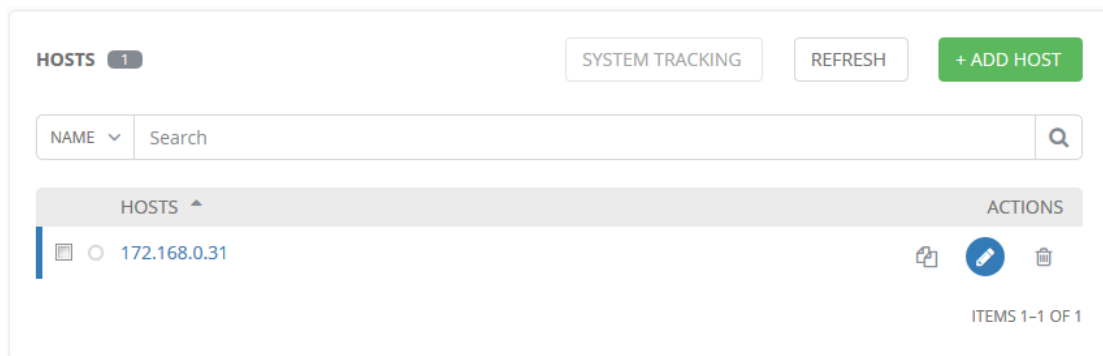 HOSTS 1 SYSTEM TRACKING REFRESH + ADD HOST
NAME Search
HOSTS ACTIONS
172.168.0.31
ITEMS 1–1 OF 1